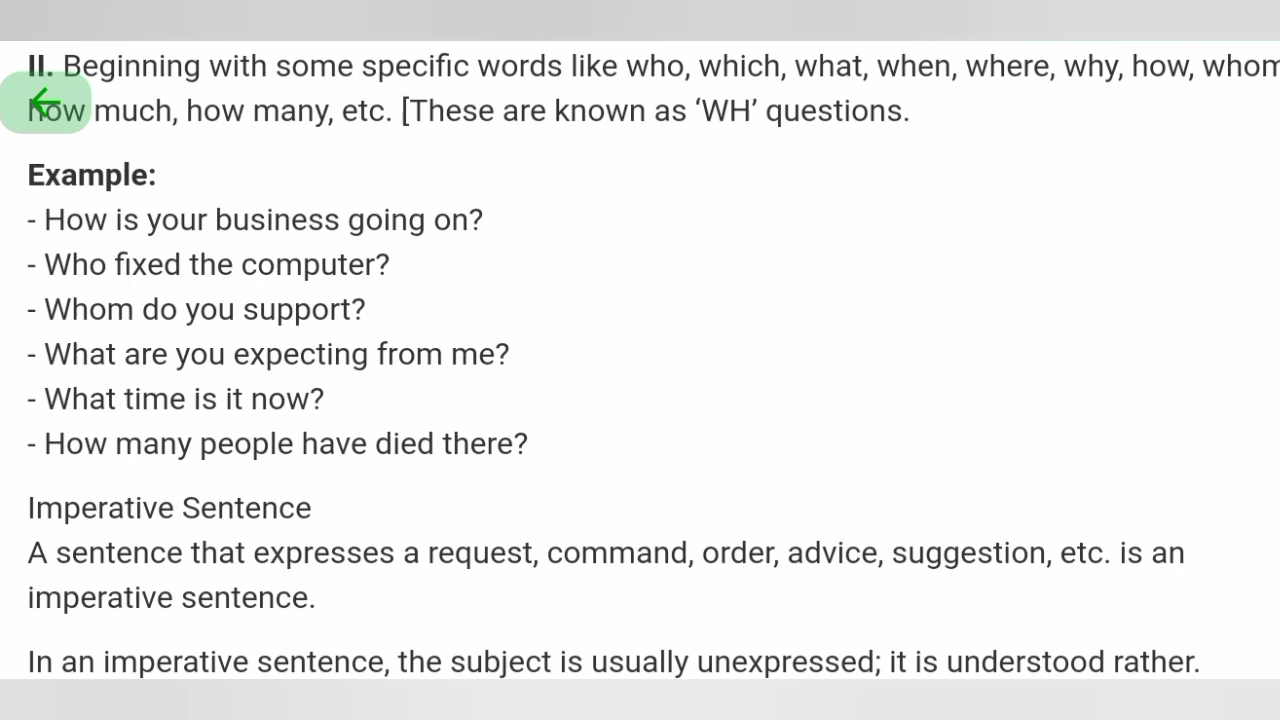 II. Beginning with some specific words like who, which, what, when, where, why, how, whom
how much, how many, etc. [These are known as ‘WH’ questions.
Example:
- How is your business going on?
- Who fixed the computer?
- Whom do you support?
- What are you expecting from me?
- What time is it now?
- How many people have died there?
Imperative Sentence
A sentence that expresses a request, command, order, advice, suggestion, etc. is an
imperative sentence.
In an imperative sentence, the subject is usually unexpressed; it is understood rather.